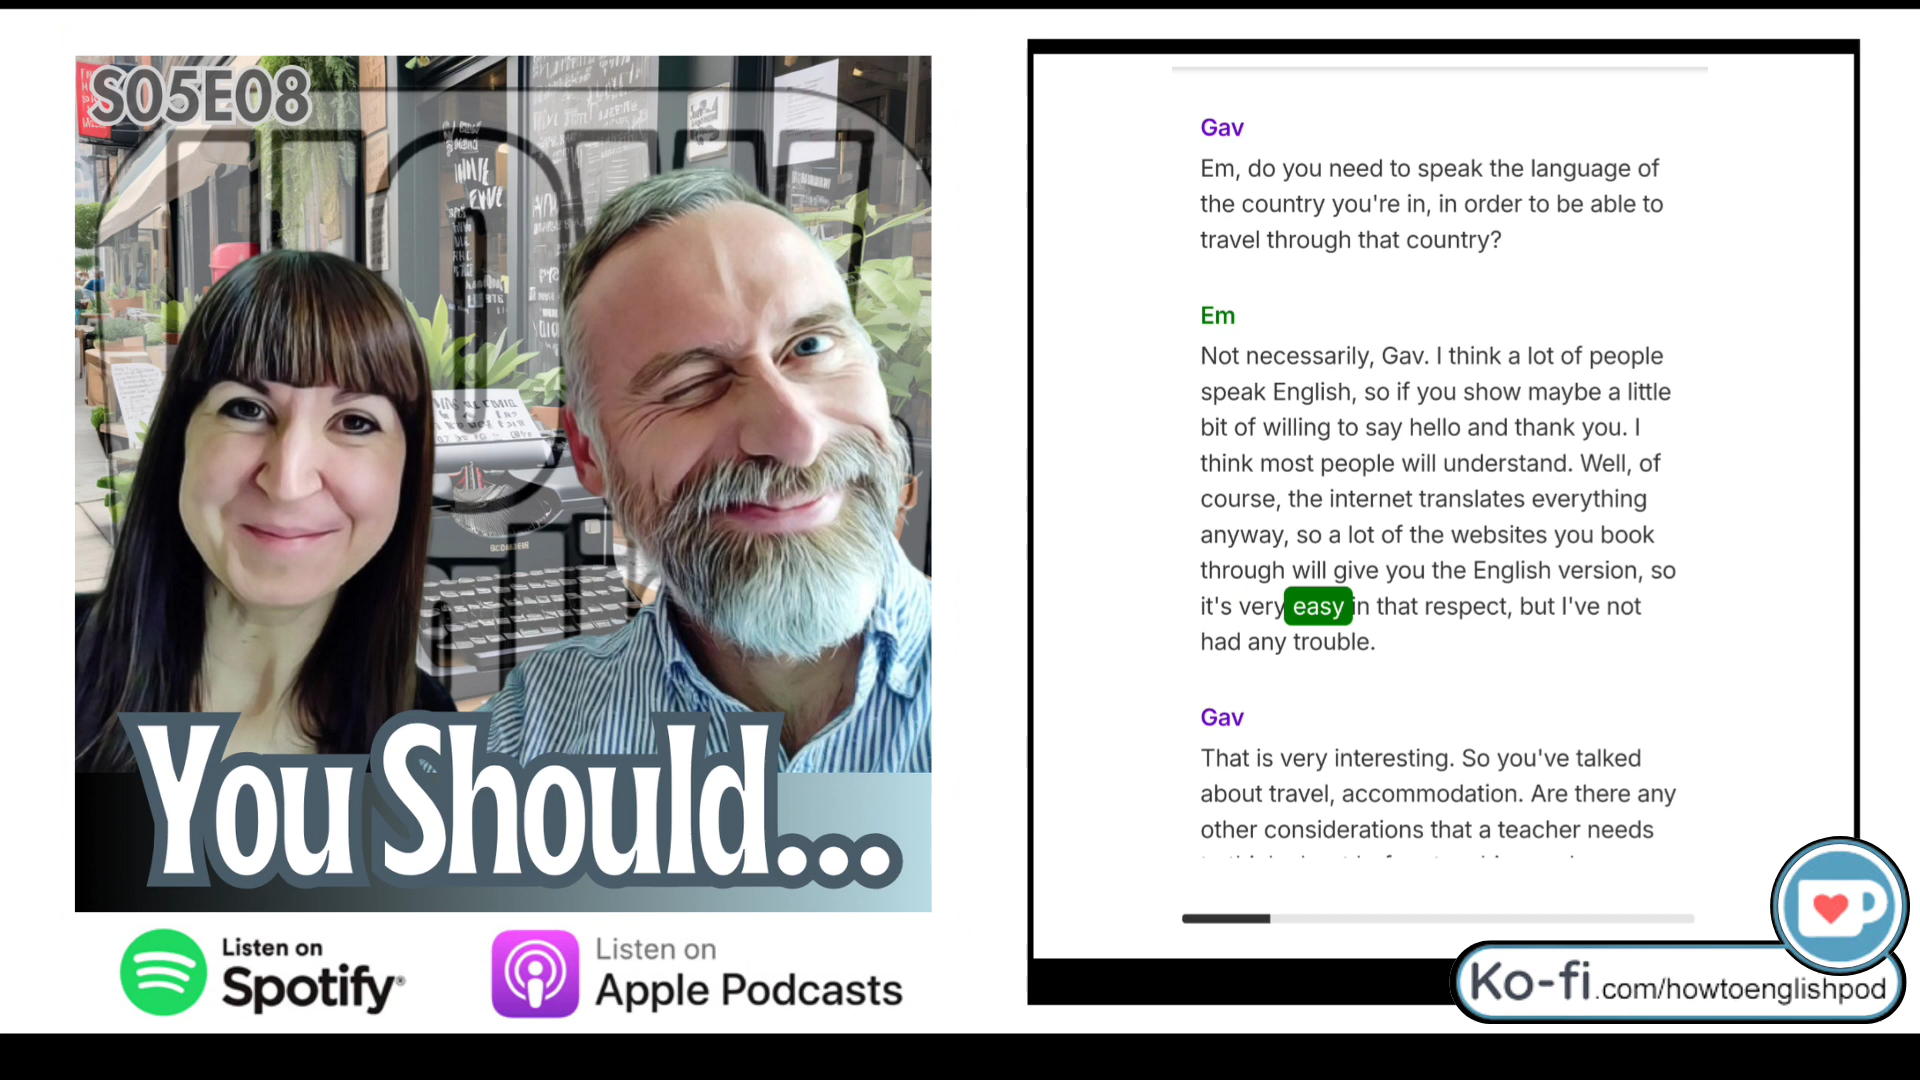 S05E08
You Should...
Listen on
Spotify
Listen on
Apple Podcasts
Gav
Em, do you need to speak the language of
the country you're in, in order to be able to
travel through that country?
Em
Not necessarily, Gav. I think a lot of people
speak English, so if you show maybe a little
bit of willing to say hello and thank you. I
think most people will understand. Well, of
course, the internet translates everything
anyway, so a lot of the websites you book
through will give you the English version, so
it's very easy in that respect, but I've not
had any trouble.
Gav
That is very interesting. So you've talked
about travel, accommodation. Are there any
other considerations that a teacher needs
Ko-fi.com/howtoenglishpod